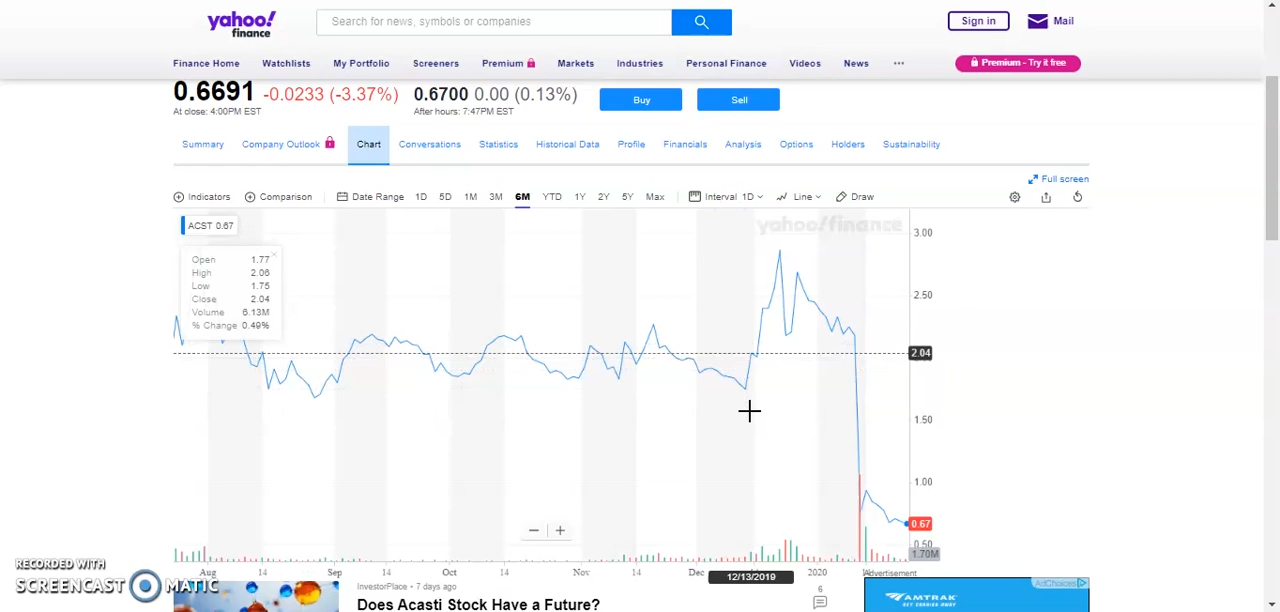 yahoo!
finance
Search for news, symbols or companies
Sign in
Mail
Finance Home
Watchlists
My Portfolio
Screeners
Premium
Markets
Industries
Personal Finance
Videos
News
Premium - Try it free
0.6691 -0.0233 (-3.37%)
At close: 4:00PM EST
0.6700 0.00 (0.13%)
After hours: 7:47PM EST
Buy
Sell
Summary
Company Outlook
Chart
Conversations
Statistics
Historical Data
Profile
Financials
Analysis
Options
Holders
Sustainability
Full screen
Indicators
Comparison
Date Range
1D
5D
1M
3M
6M
YTD
1Y
2Y
5Y
Max
Interval 1D
Line
Draw
ACST 0.67
yahoo!finance
Open 1.77
High 2.06
Low 1.75
Close 2.04
Volume 6.13M
% Change 0.49%
3.00
2.50
2.04
1.50
1.00
0.67
0.50
1.70M
Aug
14
Sep
14
Oct
14
Nov
14
Dec
12/13/2019
2020
Advertisement
RECORDED WITH
SCREENCAST MATIC
InvestorPlace • 7 days ago
Does Acasti Stock Have a Future?
6
AdChoices
AMTRAK
GET CARRIED AWAY